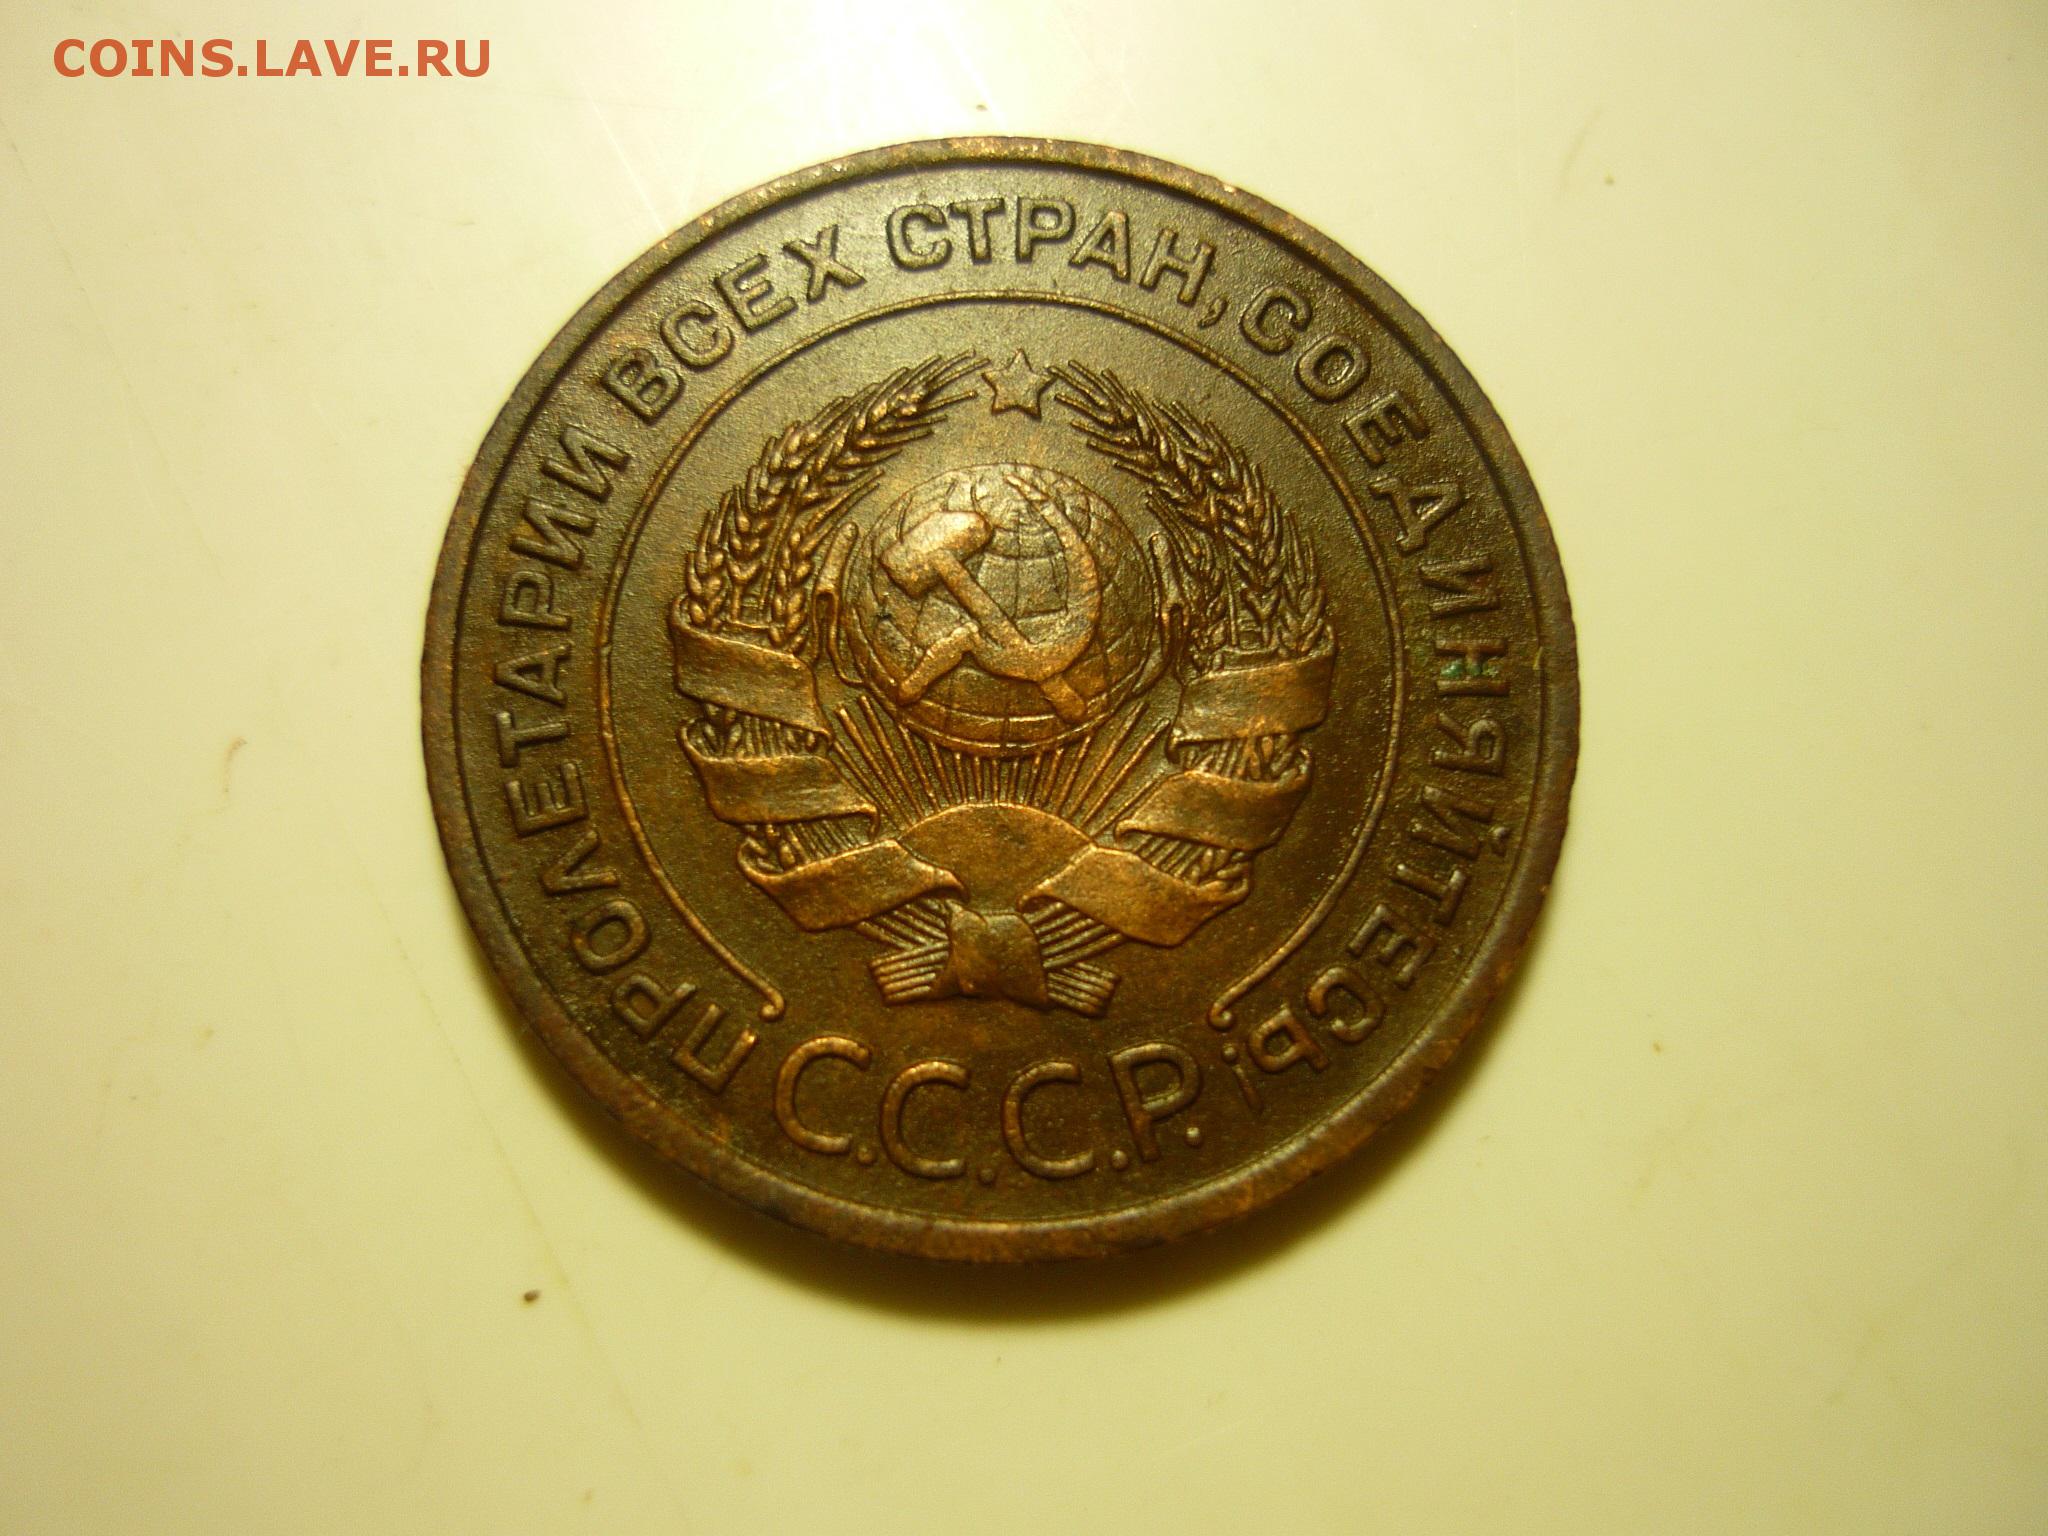 COINS.LAVE.RU
ПРОЛЕТАРИИ ВСЕХ СТРАН, СОЕДИНЯЙТЕСЬ!
С.С.С.Р.